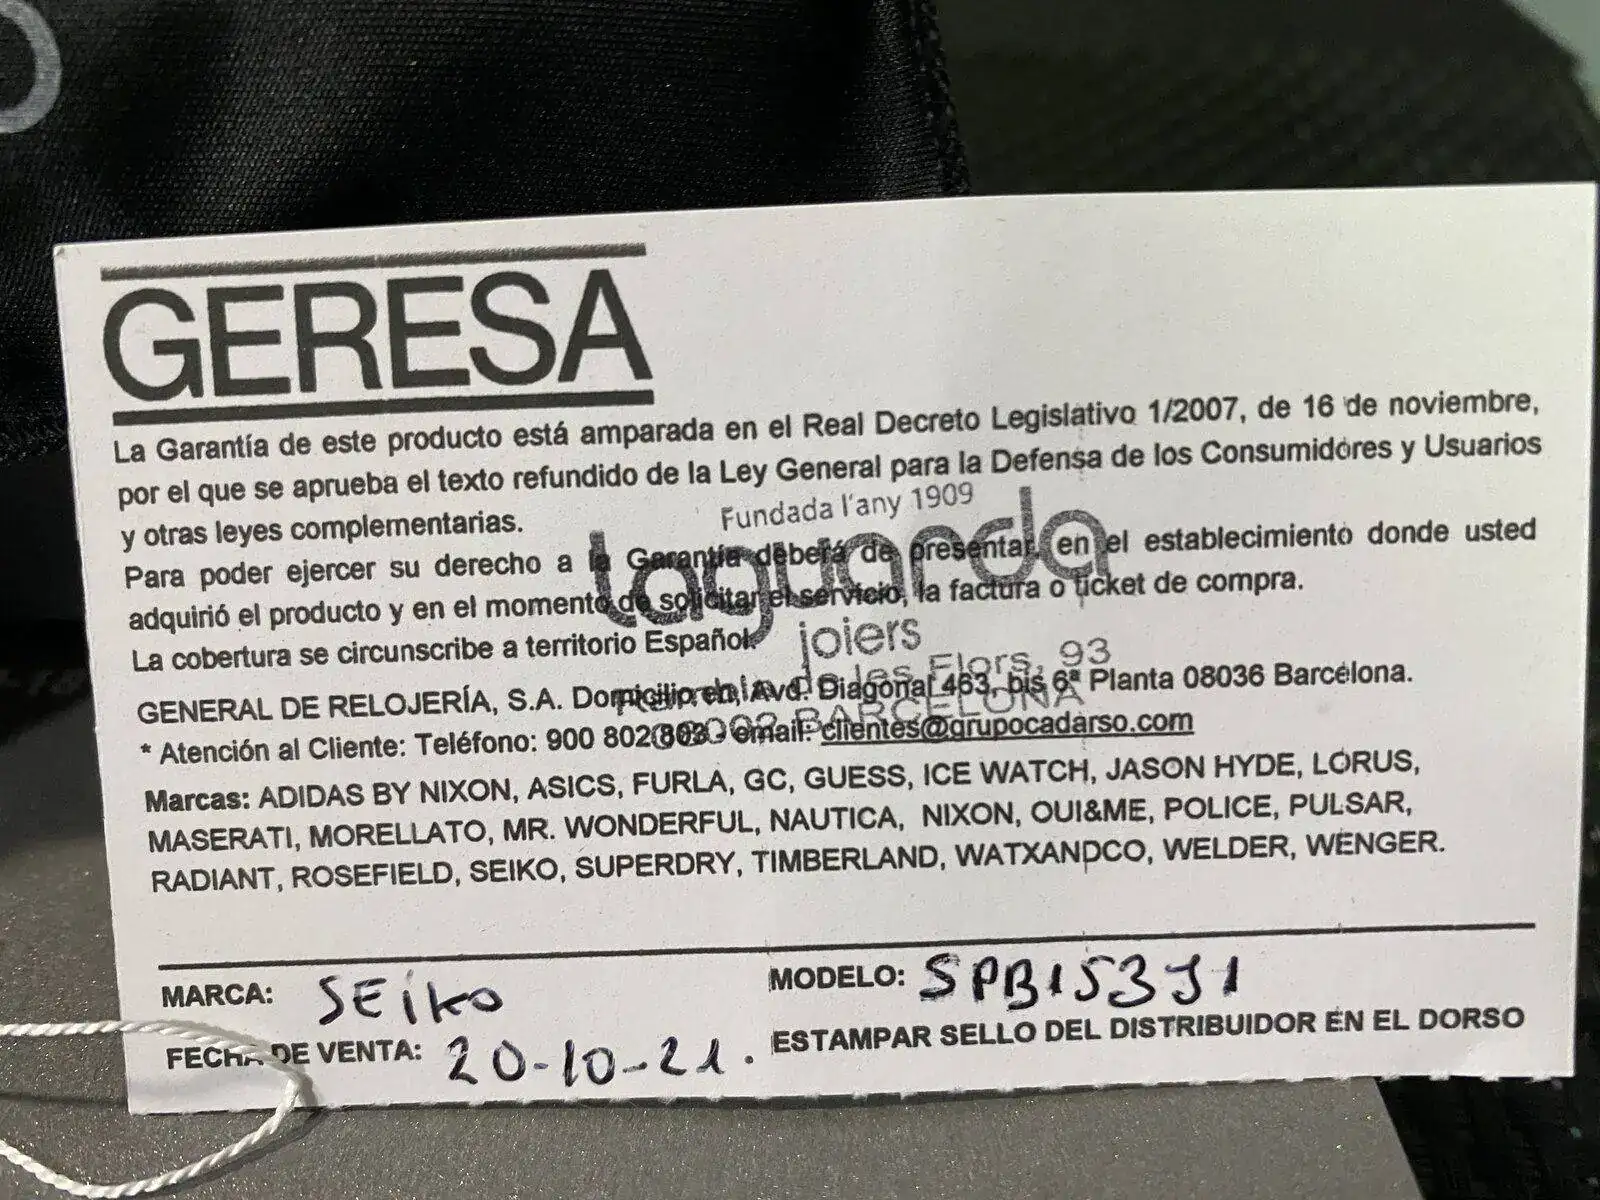 GERESA
La Garantía de este producto está amparada en el Real Decreto Legislativo 1/2007, de 16 de noviembre,
por el que se aprueba el texto refundido de la Ley General para la Defensa de los Consumidores y Usuarios
y otras leyes complementarias.
Fundada l'any 1909
laguarda
Para poder ejercer su derecho a la Garantía deberá de presentar, en el establecimiento donde usted
adquirió el producto y en el momento de solicitar el servicio, la factura o ticket de compra.
joiers
La cobertura se circunscribe a territorio Español.
Rambla de les Flors, 93
GENERAL DE RELOJERÍA, S.A. Domicilio en, Avd. Diagonal 463, bis 6ª Planta 08036 Barcelona.
08002 BARCELONA
* Atención al Cliente: Teléfono: 900 802 803 - email: clientes@grupocadarso.com
Marcas: ADIDAS BY NIXON, ASICS, FURLA, GC, GUESS, ICE WATCH, JASON HYDE, LORUS,
MASERATI, MORELLATO, MR. WONDERFUL, NAUTICA, NIXON, OUI&ME, POLICE, PULSAR,
RADIANT, ROSEFIELD, SEIKO, SUPERDRY, TIMBERLAND, WATXANDCO, WELDER, WENGER.
MARCA: SEiko MODELO: SPB153J1
FECHA DE VENTA: 20-10-21. ESTAMPAR SELLO DEL DISTRIBUIDOR EN EL DORSO